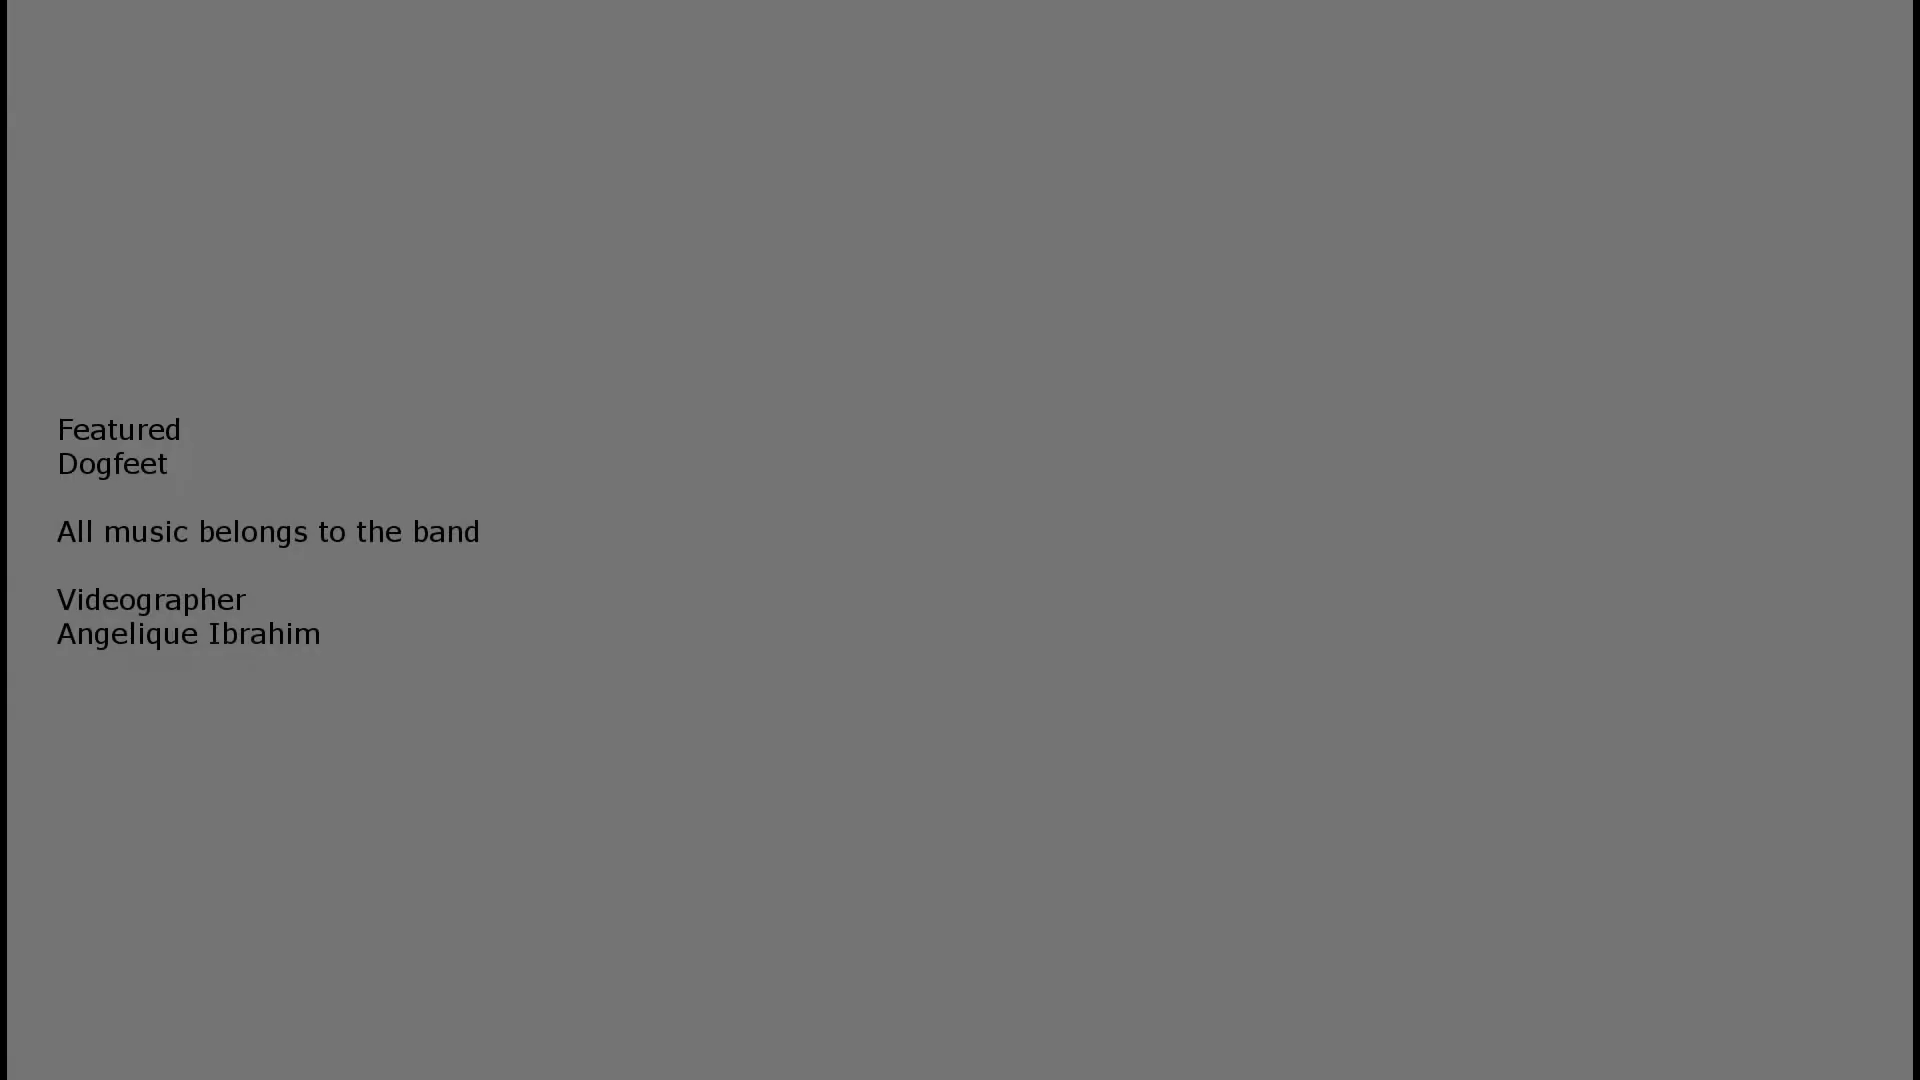 Featured
Dogfeet
All music belongs to the band
Videographer
Angelique Ibrahim